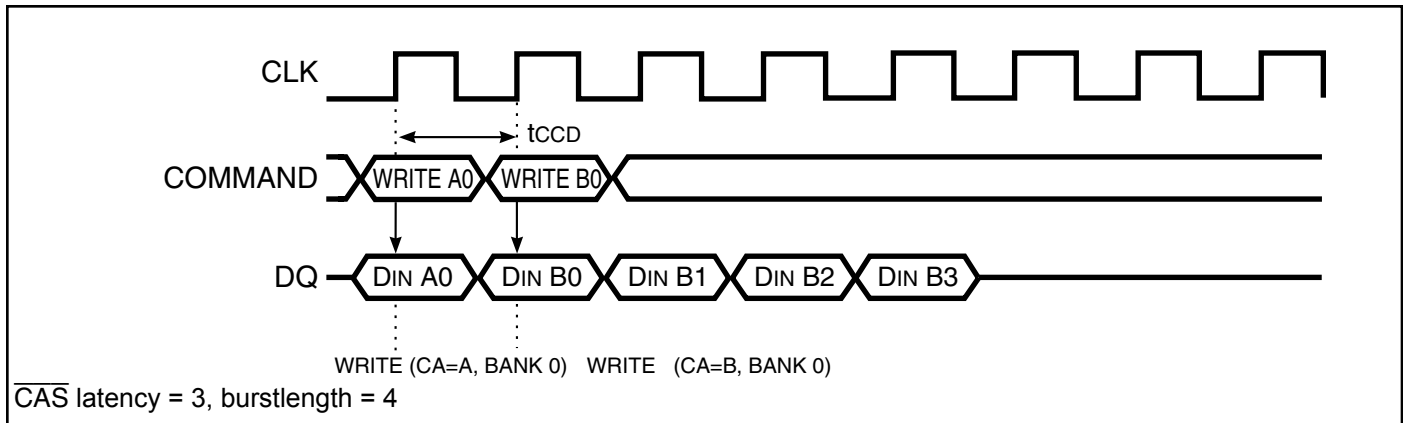 CLK
tCCD
COMMAND WRITE A0 WRITE B0
DQ DIN A0 DIN B0 DIN B1 DIN B2 DIN B3
WRITE (CA=A, BANK 0) WRITE (CA=B, BANK 0)
CAS latency = 3, burstlength = 4